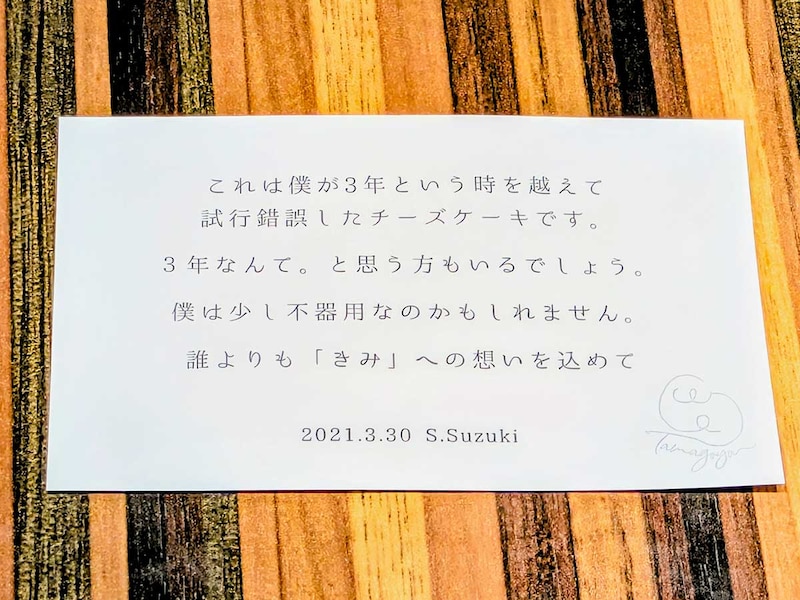 これは僕が3年という時を越えて
試行錯誤したチーズケーキです。
3年なんて。と思う方もいるでしょう。
僕は少し不器用なのかもしれません。
誰よりも「きみ」への想いを込めて
2021.3.30 S.Suzuki